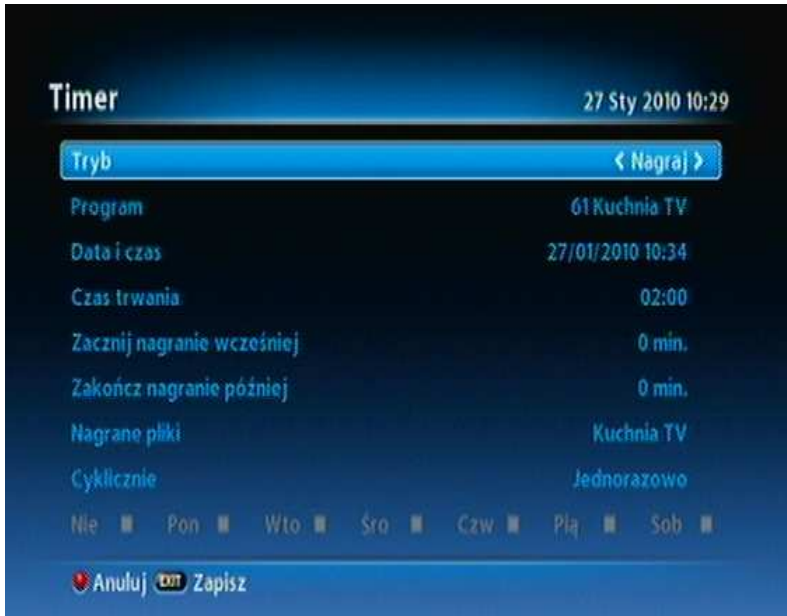 Timer 27 Sty 2010 10:29
Tryb < Nagraj >
Program 61 Kuchnia TV
Data i czas 27/01/2010 10:34
Czas trwania 02:00
Zacznij nagranie wcześniej 0 min.
Zakończ nagranie później 0 min.
Nagrane pliki Kuchnia TV
Cyklicznie Jednorazowo
Nie Pon Wto Śro Czw Pią Sob
Anuluj EXIT Zapisz